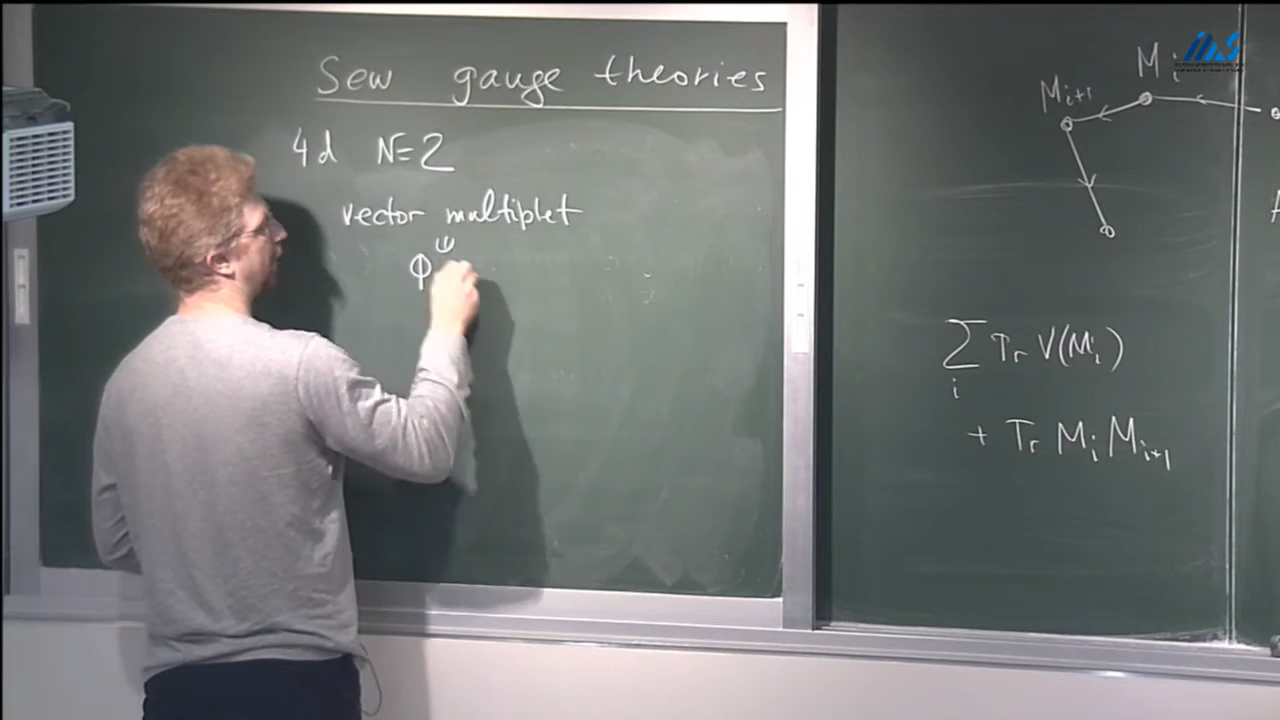 Sew gauge theories
4d N=2
vector multiplet
ψ
φ
M_i
M_{i+1}
∑_i Tr V(M_i)
+ Tr M_i M_{i+1}